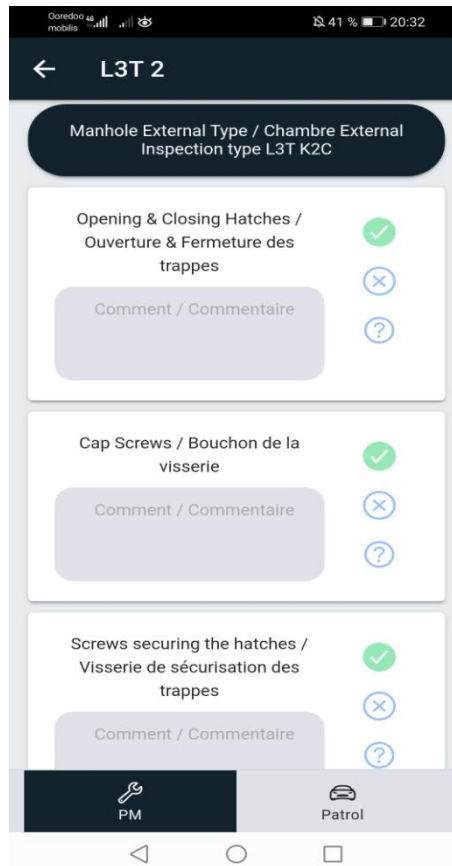 Ooredoo 4G 41 % 20:32
mobilis
L3T 2
Manhole External Type / Chambre External
Inspection type L3T K2C
Opening & Closing Hatches /
Ouverture & Fermeture des
trappes
Comment / Commentaire
Cap Screws / Bouchon de la
visserie
Comment / Commentaire
Screws securing the hatches /
Visserie de sécurisation des
trappes
Comment / Commentaire
PM
Patrol